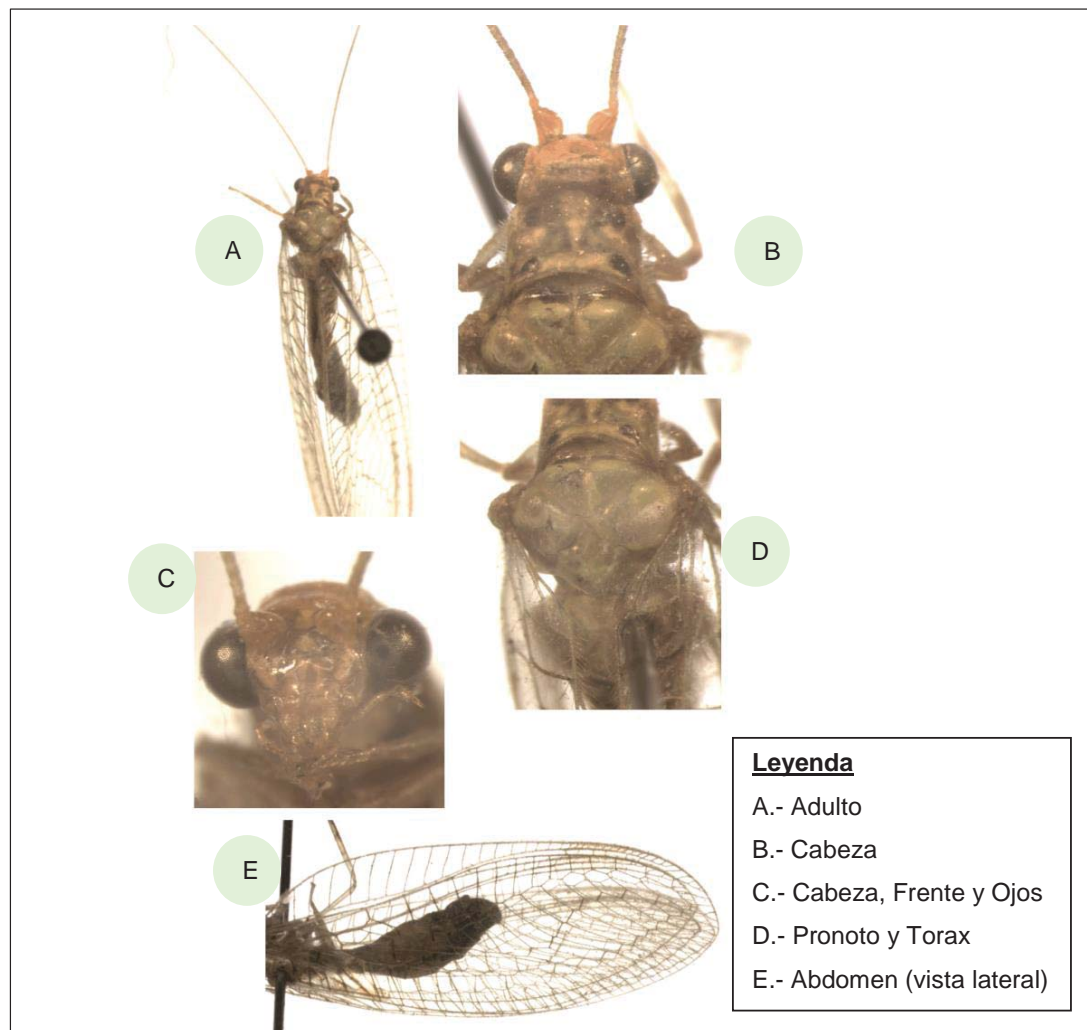 A
B
C
D
E
Leyenda
A.- Adulto
B.- Cabeza
C.- Cabeza, Frente y Ojos
D.- Pronoto y Torax
E.- Abdomen (vista lateral)